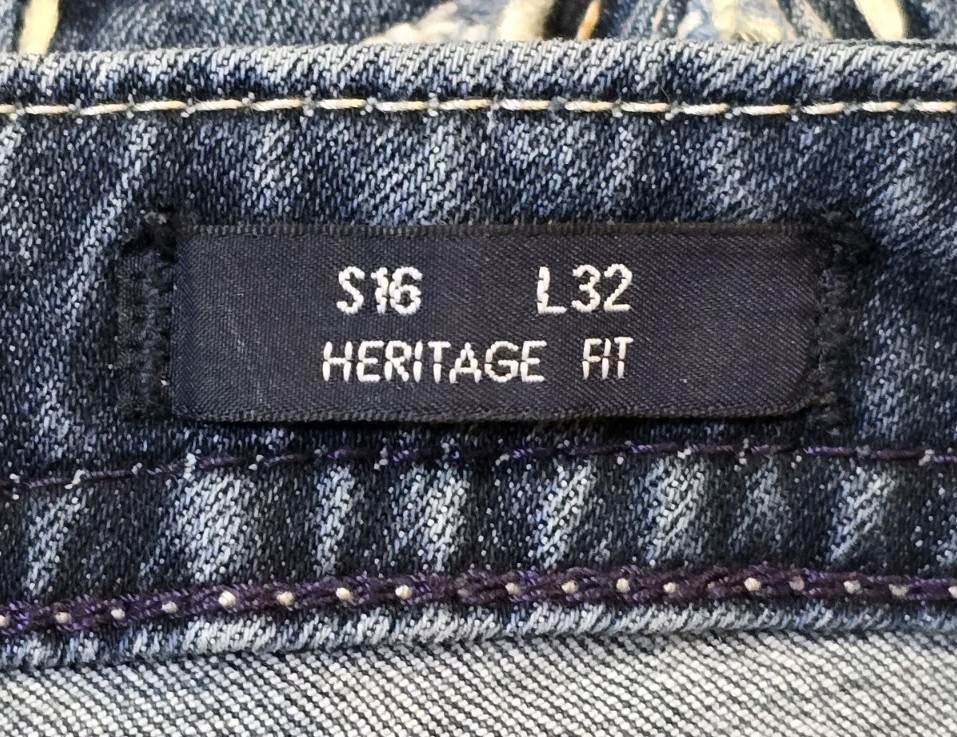 S16 L32
HERITAGE FIT